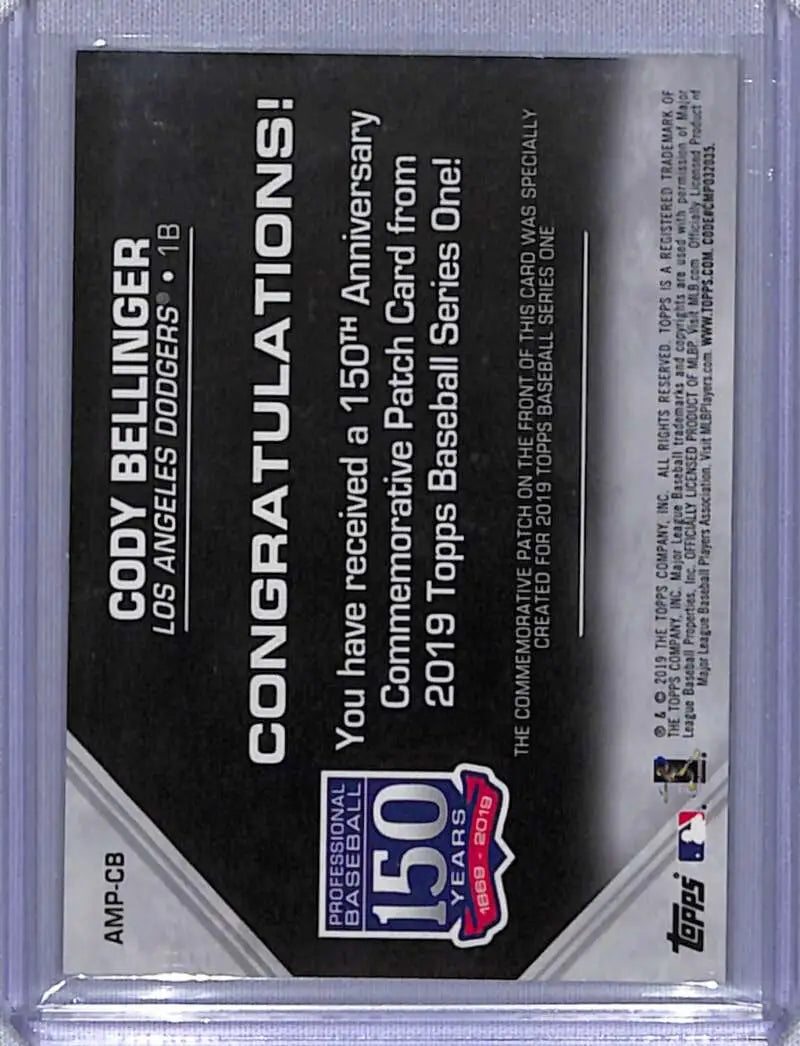 AMP-CB
CODY BELLINGER
LOS ANGELES DODGERS® • 1B
CONGRATULATIONS!
You have received a 150TH Anniversary
Commemorative Patch Card from
2019 Topps Baseball Series One!
THE COMMEMORATIVE PATCH ON THE FRONT OF THIS CARD WAS SPECIALLY
CREATED FOR 2019 TOPPS BASEBALL SERIES ONE
PROFESSIONAL
BASEBALL
150
YEARS
1869 - 2019
topps®
® & © 2019 THE TOPPS COMPANY, INC. ALL RIGHTS RESERVED. TOPPS IS A REGISTERED TRADEMARK OF
THE TOPPS COMPANY, INC. Major League Baseball trademarks and copyrights are used with permission of Major
League Baseball Properties, Inc. OFFICIALLY LICENSED PRODUCT OF MLBP. Visit MLB.com Officially Licensed Product of
Major League Baseball Players Association. Visit MLBPlayers.com WWW.TOPPS.COM. CODE#CMP032035.